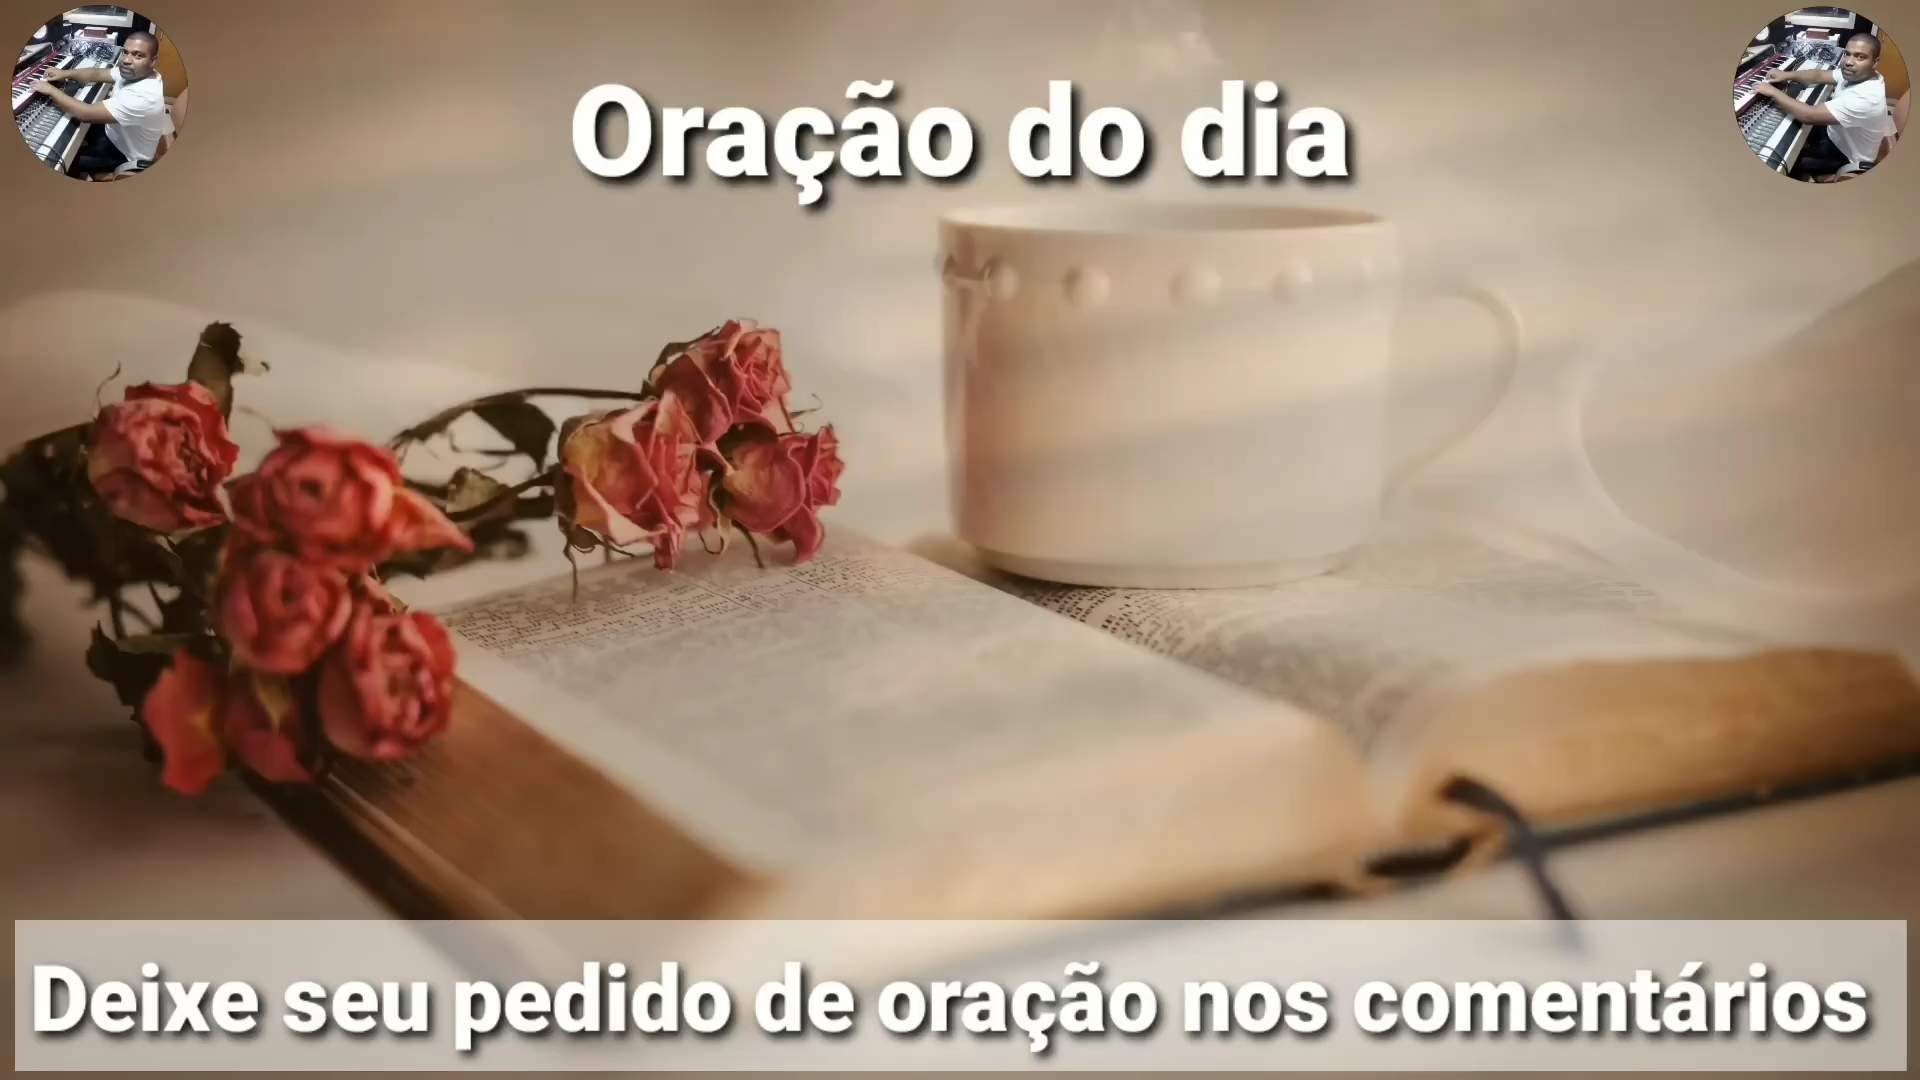 Oração do dia
Deixe seu pedido de oração nos comentários